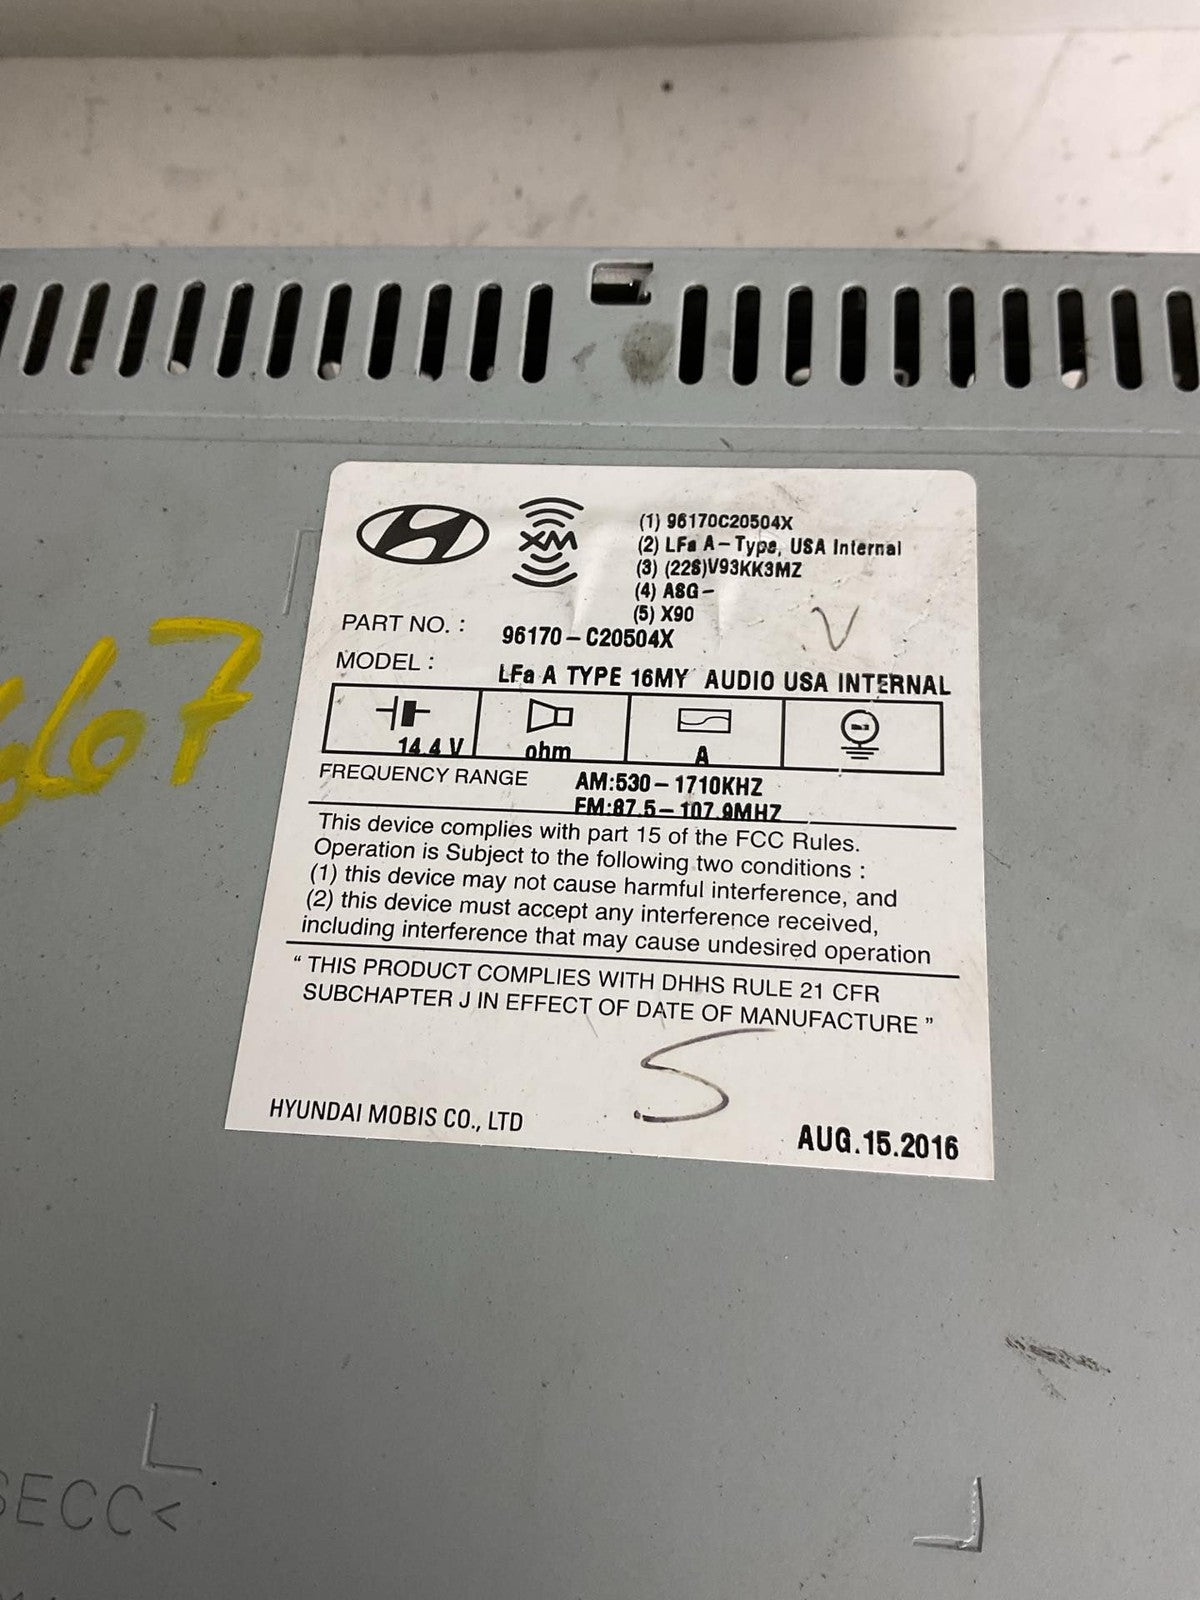 XM
(1) 96170C20504X
(2) LFa A-Type, USA Internal
(3) (22S)V93KK3MZ
(4) ASG-
(5) X90
V
PART NO. : 96170-C20504X
MODEL : LFa A TYPE 16MY AUDIO USA INTERNAL
14.4 V ohm A
FREQUENCY RANGE AM:530-1710KHZ
FM:87.5-107.9MHZ
This device complies with part 15 of the FCC Rules.
Operation is Subject to the following two conditions :
(1) this device may not cause harmful interference, and
(2) this device must accept any interference received,
including interference that may cause undesired operation
" THIS PRODUCT COMPLIES WITH DHHS RULE 21 CFR
SUBCHAPTER J IN EFFECT OF DATE OF MANUFACTURE "
S
HYUNDAI MOBIS CO., LTD
AUG.15.2016
667
SECC<